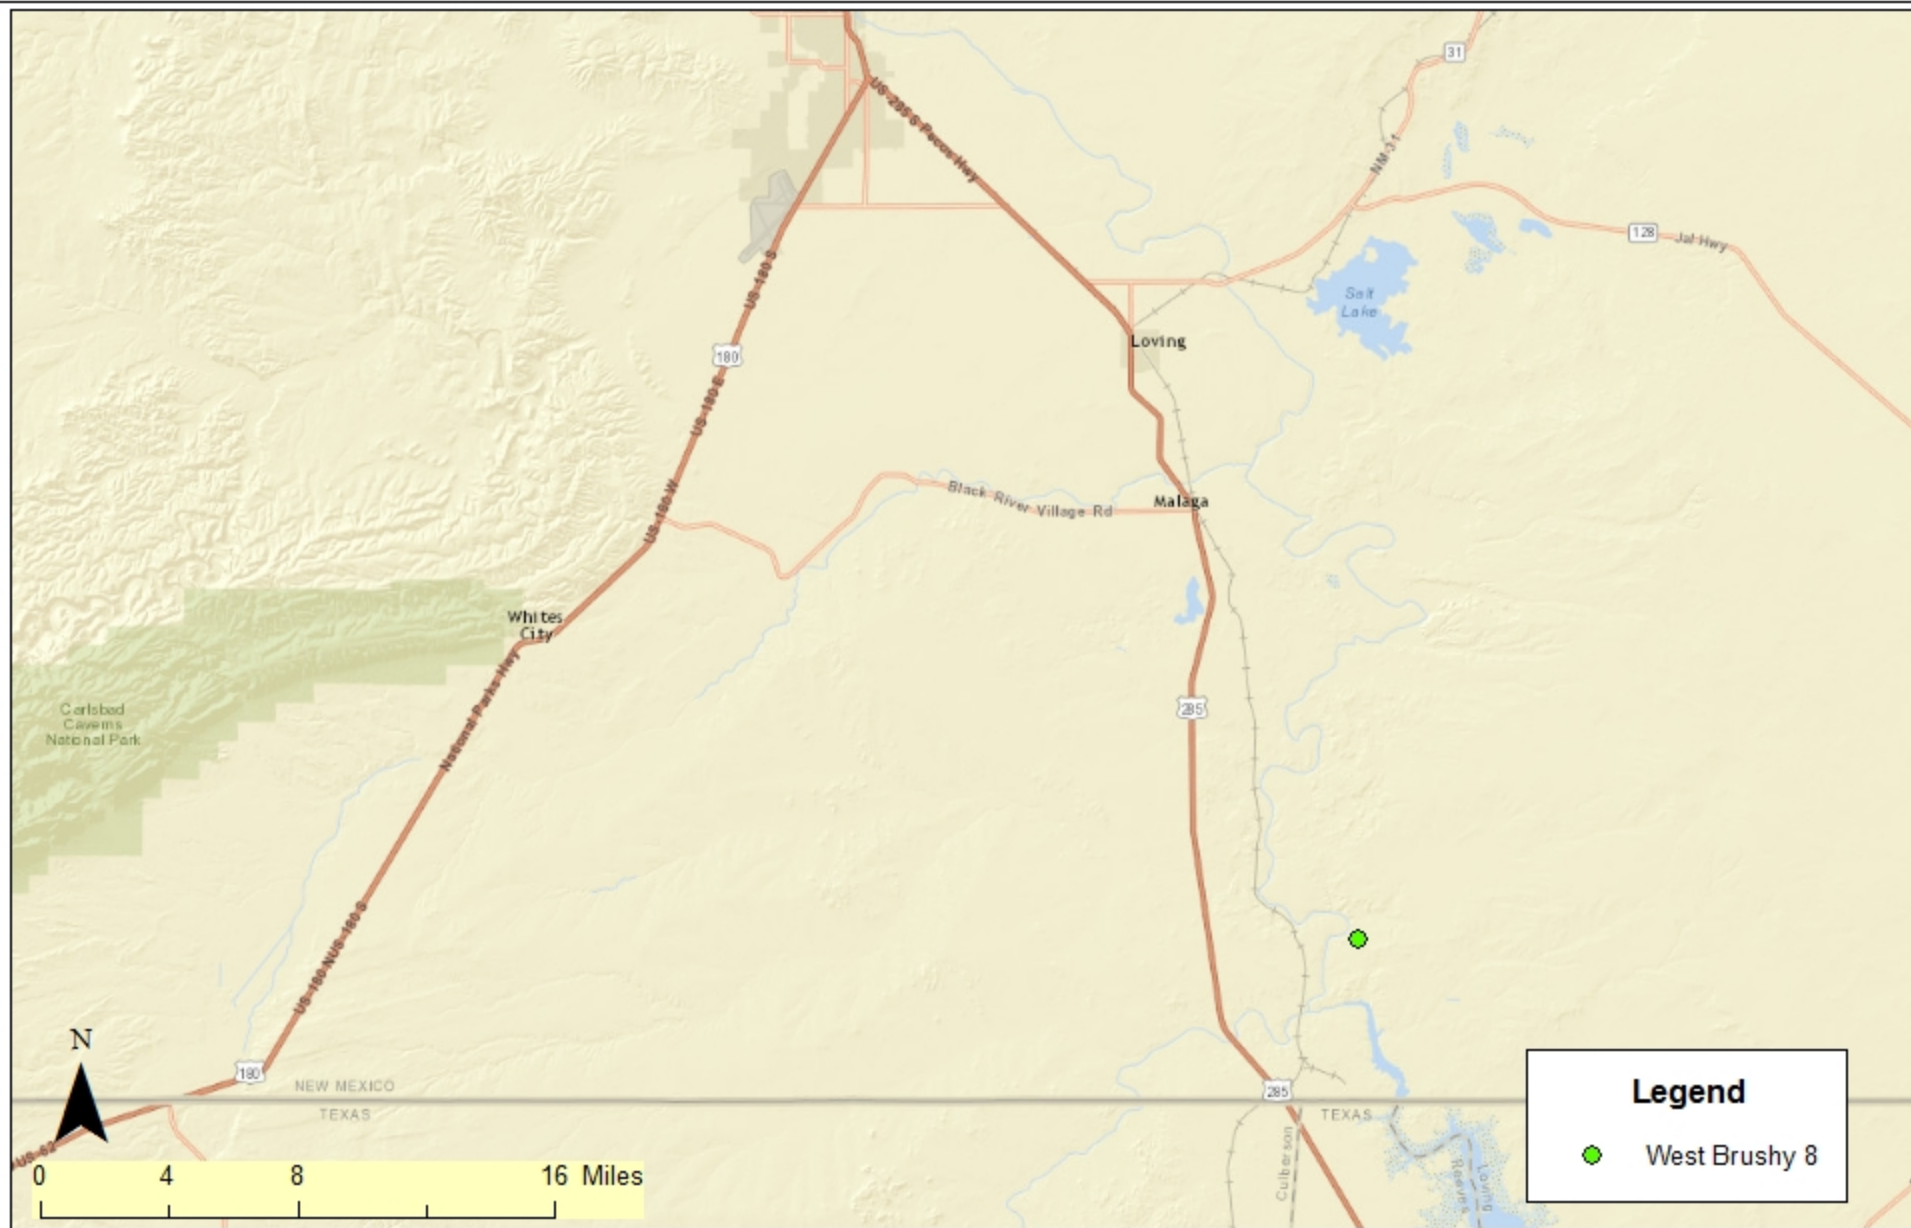 31
US-285 S Pecos Hwy
NM-31
128
Jal Hwy
US-180 S
Salt
Lake
Loving
180
US-180 E
US-180 W
Black River Village Rd
Malaga
Whites
City
National Parks Hwy
285
Carlsbad
Caverns
National Park
US-180 N
US-180 S
N
180
NEW MEXICO
TEXAS
285
TEXAS
US-62
Culberson
Reeves
Loving
0 4 8 16 Miles
Legend
West Brushy 8